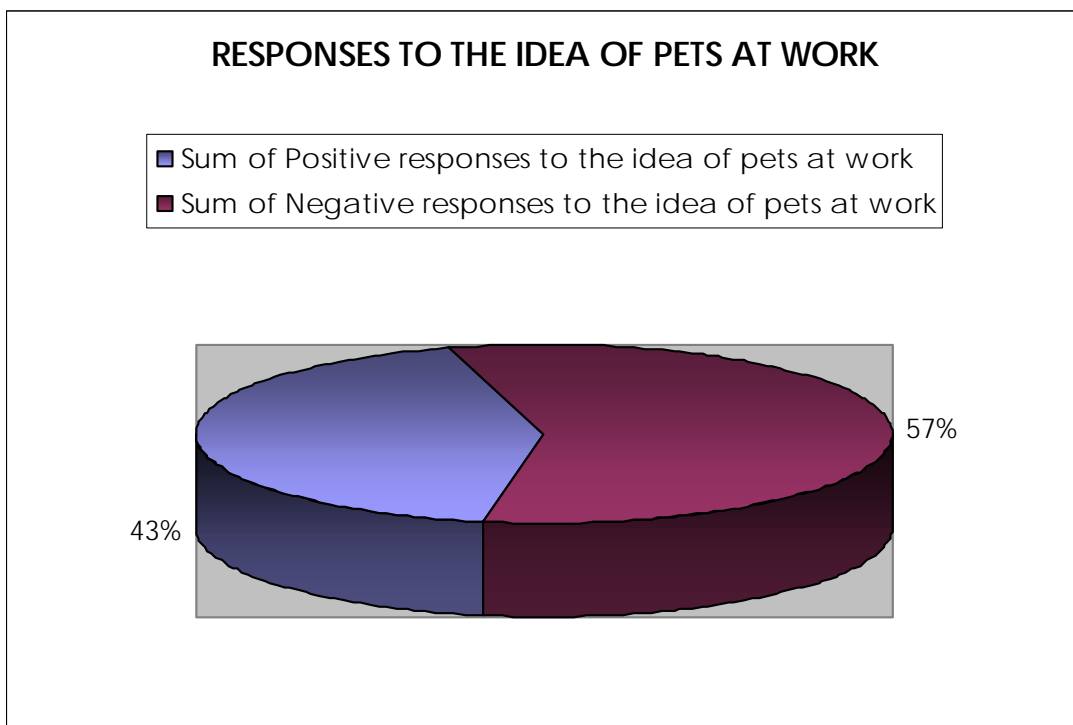 RESPONSES TO THE IDEA OF PETS AT WORK
Sum of Positive responses to the idea of pets at work
Sum of Negative responses to the idea of pets at work
57%
43%